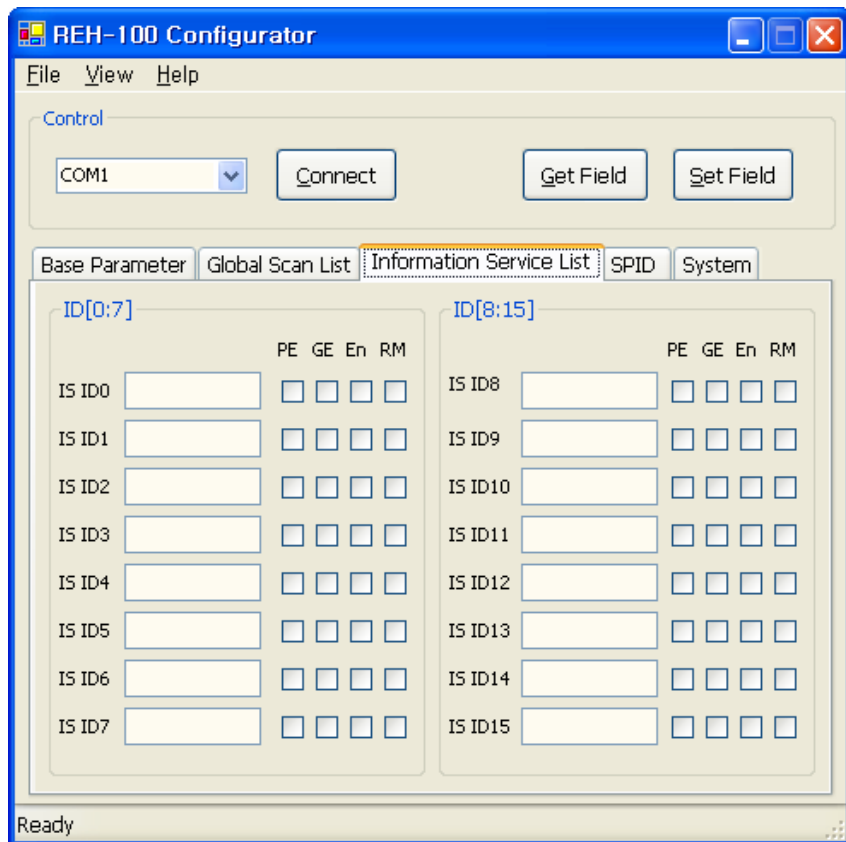 REH-100 Configurator
File View Help
Control
COM1 Connect Get Field Set Field
Base Parameter Global Scan List Information Service List SPID System
ID[0:7] ID[8:15]
PE GE En RM PE GE En RM
IS ID0 IS ID8
IS ID1 IS ID9
IS ID2 IS ID10
IS ID3 IS ID11
IS ID4 IS ID12
IS ID5 IS ID13
IS ID6 IS ID14
IS ID7 IS ID15
Ready